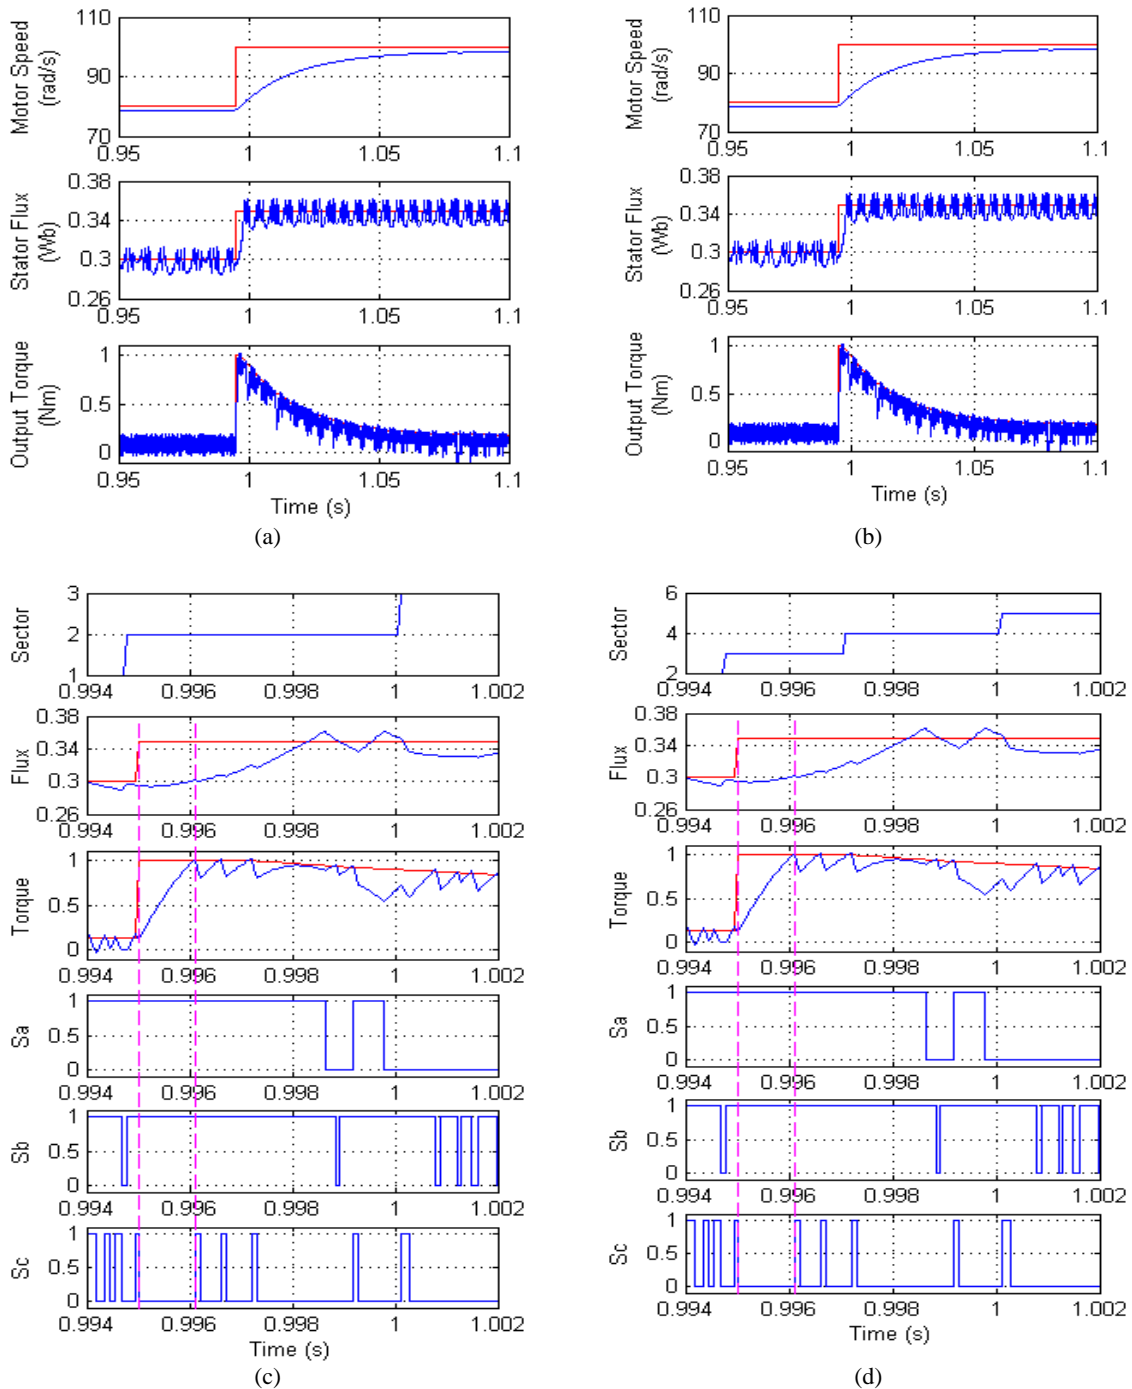 110
90
70
Motor Speed
(rad/s)
0.95 1 1.05 1.1
0.38
0.34
0.3
0.26
Stator Flux
(Wb)
0.95 1 1.05 1.1
1
0.5
0
Output Torque
(Nm)
0.95 1 1.05 1.1
Time (s)
(a)
110
90
70
Motor Speed
(rad/s)
0.95 1 1.05 1.1
0.38
0.34
0.3
0.26
Stator Flux
(Wb)
0.95 1 1.05 1.1
1
0.5
0
Output Torque
(Nm)
0.95 1 1.05 1.1
Time (s)
(b)
3
2
1
Sector
0.994 0.996 0.998 1 1.002
0.38
0.34
0.3
0.26
Flux
0.994 0.996 0.998 1 1.002
1
0.5
0
Torque
0.994 0.996 0.998 1 1.002
1
0.5
0
Sa
0.994 0.996 0.998 1 1.002
1
0.5
0
Sb
0.994 0.996 0.998 1 1.002
1
0.5
0
Sc
0.994 0.996 0.998 1 1.002
Time (s)
(c)
6
4
2
Sector
0.994 0.996 0.998 1 1.002
0.38
0.34
0.3
0.26
Flux
0.994 0.996 0.998 1 1.002
1
0.5
0
Torque
0.994 0.996 0.998 1 1.002
1
0.5
0
Sa
0.994 0.996 0.998 1 1.002
1
0.5
0
Sb
0.994 0.996 0.998 1 1.002
1
0.5
0
Sc
0.994 0.996 0.998 1 1.002
Time (s)
(d)